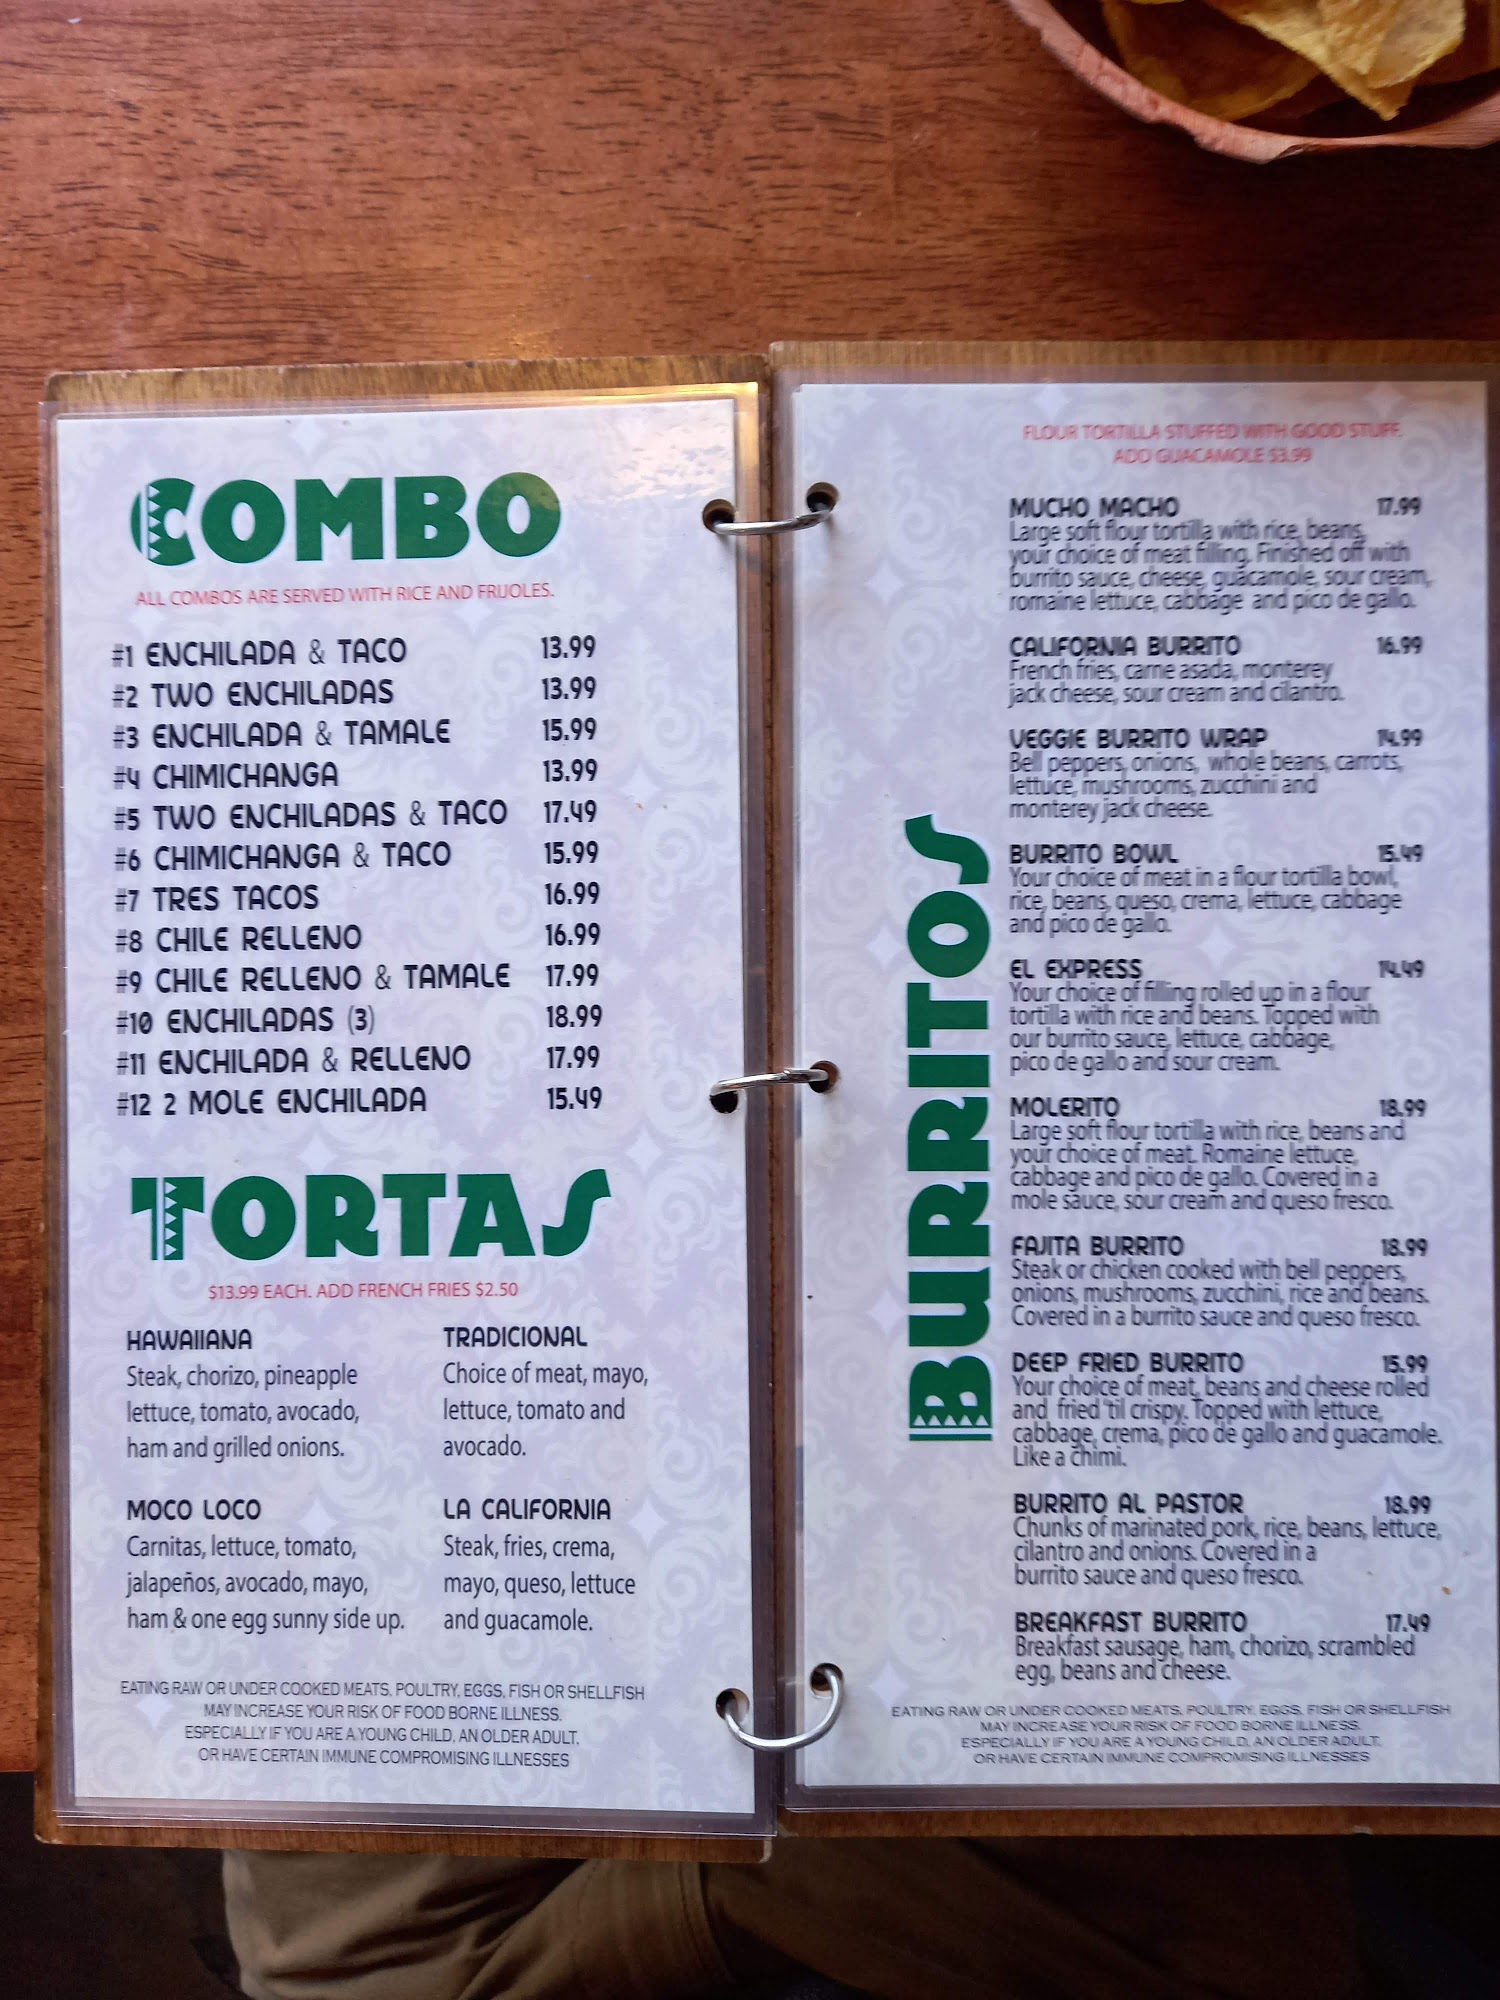 COMBO
ALL COMBOS ARE SERVED WITH RICE AND FRIJOLES.
#1 ENCHILADA & TACO 13.99
#2 TWO ENCHILADAS 13.99
#3 ENCHILADA & TAMALE 15.99
#4 CHIMICHANGA 13.99
#5 TWO ENCHILADAS & TACO 17.49
#6 CHIMICHANGA & TACO 15.99
#7 TRES TACOS 16.99
#8 CHILE RELLENO 16.99
#9 CHILE RELLENO & TAMALE 17.99
#10 ENCHILADAS (3) 18.99
#11 ENCHILADA & RELLENO 17.99
#12 2 MOLE ENCHILADA 15.49
TORTAS
$13.99 EACH. ADD FRENCH FRIES $2.50
HAWAIIANA
Steak, chorizo, pineapple
lettuce, tomato, avocado,
ham and grilled onions.
TRADICIONAL
Choice of meat, mayo,
lettuce, tomato and
avocado.
MOCO LOCO
Carnitas, lettuce, tomato,
jalapeños, avocado, mayo,
ham & one egg sunny side up.
LA CALIFORNIA
Steak, fries, crema,
mayo, queso, lettuce
and guacamole.
EATING RAW OR UNDER COOKED MEATS, POULTRY, EGGS, FISH OR SHELLFISH
MAY INCREASE YOUR RISK OF FOOD BORNE ILLNESS.
ESPECIALLY IF YOU ARE A YOUNG CHILD, AN OLDER ADULT,
OR HAVE CERTAIN IMMUNE COMPROMISING ILLNESSES
BURRITOS
FLOUR TORTILLA STUFFED WITH GOOD STUFF.
ADD GUACAMOLE $3.99
MUCHO MACHO 17.99
Large soft flour tortilla with rice, beans,
your choice of meat filling. Finished off with
burrito sauce, cheese, guacamole, sour cream,
romaine lettuce, cabbage and pico de gallo.
CALIFORNIA BURRITO 16.99
French fries, carne asada, monterey
jack cheese, sour cream and cilantro.
VEGGIE BURRITO WRAP 14.99
Bell peppers, onions, whole beans, carrots,
lettuce, mushrooms, zucchini and
monterey jack cheese.
BURRITO BOWL 15.49
Your choice of meat in a flour tortilla bowl,
rice, beans, queso, crema, lettuce, cabbage
and pico de gallo.
EL EXPRESS 14.49
Your choice of filling rolled up in a flour
tortilla with rice and beans. Topped with
our burrito sauce, lettuce, cabbage,
pico de gallo and sour cream.
MOLERITO 18.99
Large soft flour tortilla with rice, beans and
your choice of meat. Romaine lettuce,
cabbage and pico de gallo. Covered in a
mole sauce, sour cream and queso fresco.
FAJITA BURRITO 18.99
Steak or chicken cooked with bell peppers,
onions, mushrooms, zucchini, rice and beans.
Covered in a burrito sauce and queso fresco.
DEEP FRIED BURRITO 15.99
Your choice of meat, beans and cheese rolled
and fried 'til crispy. Topped with lettuce,
cabbage, crema, pico de gallo and guacamole.
Like a chimi.
BURRITO AL PASTOR 18.99
Chunks of marinated pork, rice, beans, lettuce,
cilantro and onions. Covered in a
burrito sauce and queso fresco.
BREAKFAST BURRITO 17.49
Breakfast sausage, ham, chorizo, scrambled
egg, beans and cheese.
EATING RAW OR UNDER COOKED MEATS, POULTRY, EGGS, FISH OR SHELLFISH
MAY INCREASE YOUR RISK OF FOOD BORNE ILLNESS.
ESPECIALLY IF YOU ARE A YOUNG CHILD, AN OLDER ADULT,
OR HAVE CERTAIN IMMUNE COMPROMISING ILLNESSES